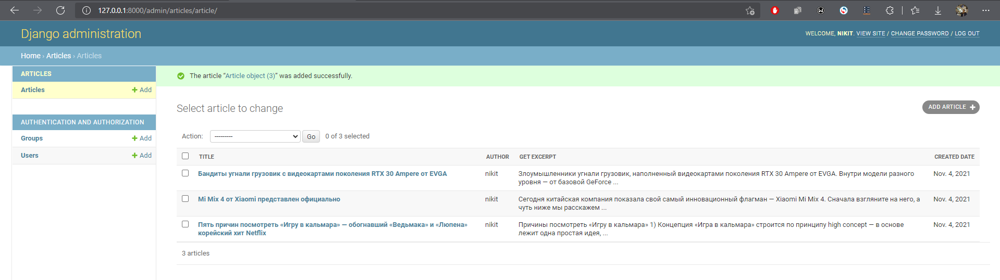 127.0.0.1:8000/admin/articles/article/
Django administration
WELCOME, NIKIT. VIEW SITE / CHANGE PASSWORD / LOG OUT
Home › Articles › Articles
ARTICLES
Articles
Add
AUTHENTICATION AND AUTHORIZATION
Groups
Add
Users
Add
The article “Article object (3)” was added successfully.
Select article to change
ADD ARTICLE
Action:
---------
Go
0 of 3 selected
TITLE AUTHOR GET EXCERPT CREATED DATE
Бандиты угнали грузовик с видеокартами поколения RTX 30 Ampere от EVGA
nikit
Злоумышленники угнали грузовик, наполненный видеокартами поколения RTX 30 Ampere от EVGA. Внутри модели разного
уровня — от базовой GeForce ...
Nov. 4, 2021
Mi Mix 4 от Xiaomi представлен официально
nikit
Сегодня китайская компания показала свой самый инновационный флагман — Xiaomi Mi Mix 4. Сначала взгляните на него, а
чуть ниже мы расскажем ...
Nov. 4, 2021
Пять причин посмотреть «Игру в кальмара» — обогнавший «Ведьмака» и «Люпена»
корейский хит Netflix
nikit
Причины посмотреть «Игру в кальмара» 1) Концепция «Игра в кальмара» строится по принципу high concept — в основе
лежит одна простая идея, ...
Nov. 4, 2021
3 articles